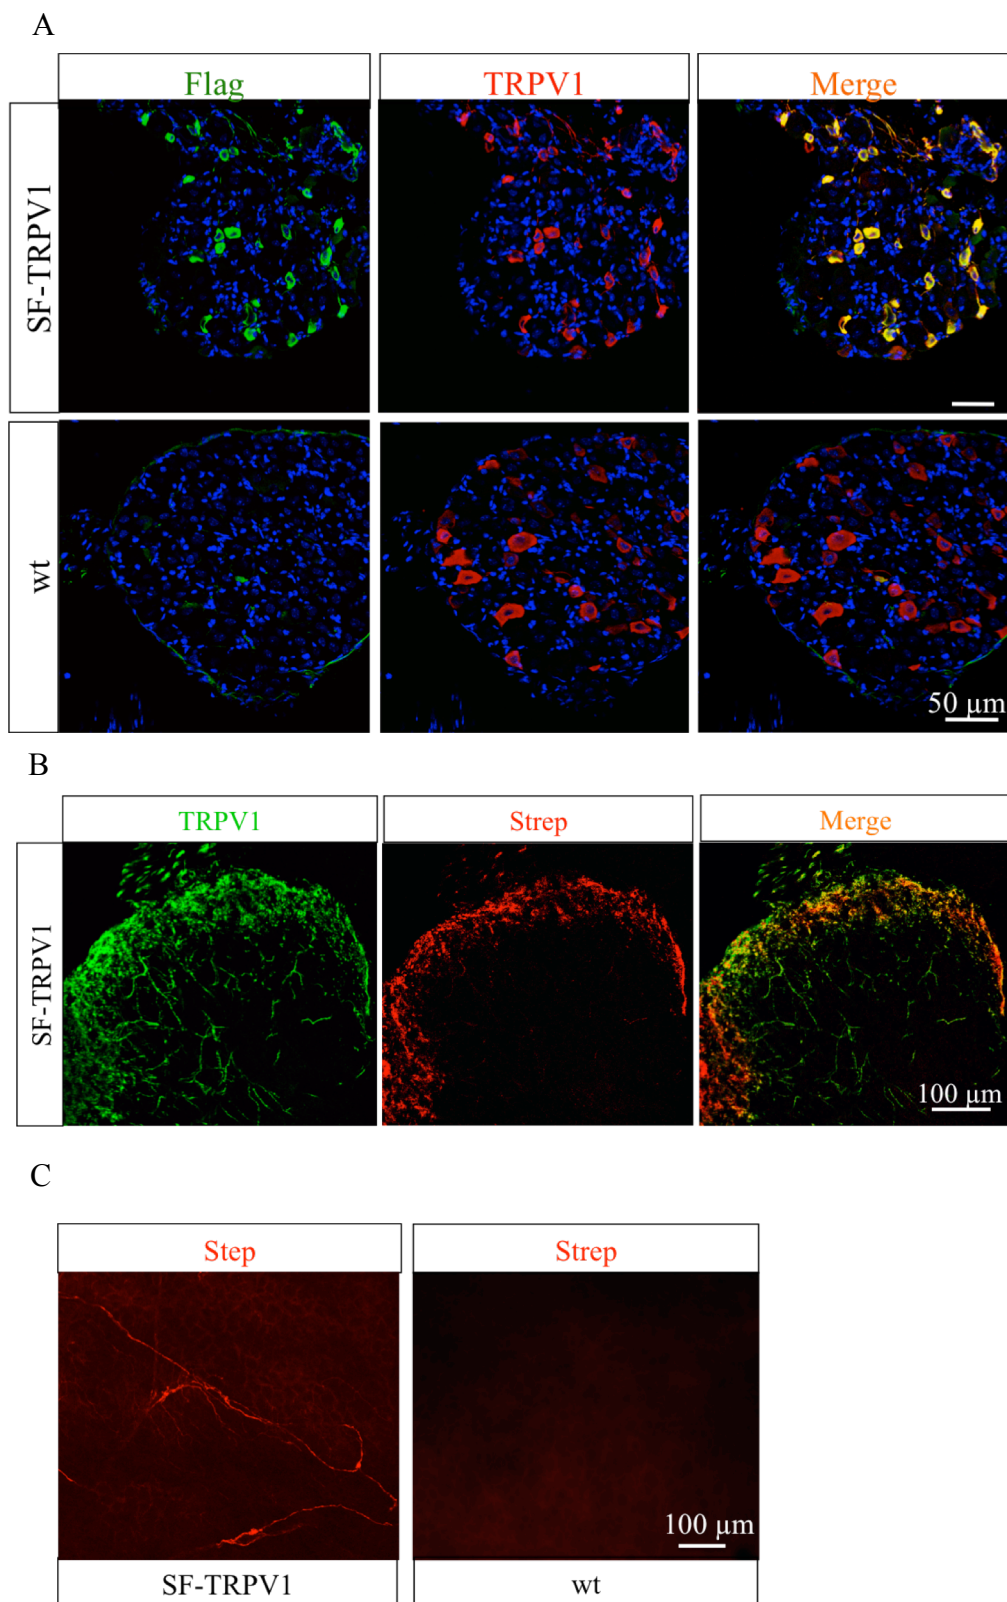 A
Flag TRPV1 Merge
SF-TRPV1
wt
50 µm
B
TRPV1 Strep Merge
SF-TRPV1
100 µm
C
Step Strep
100 µm
SF-TRPV1 wt